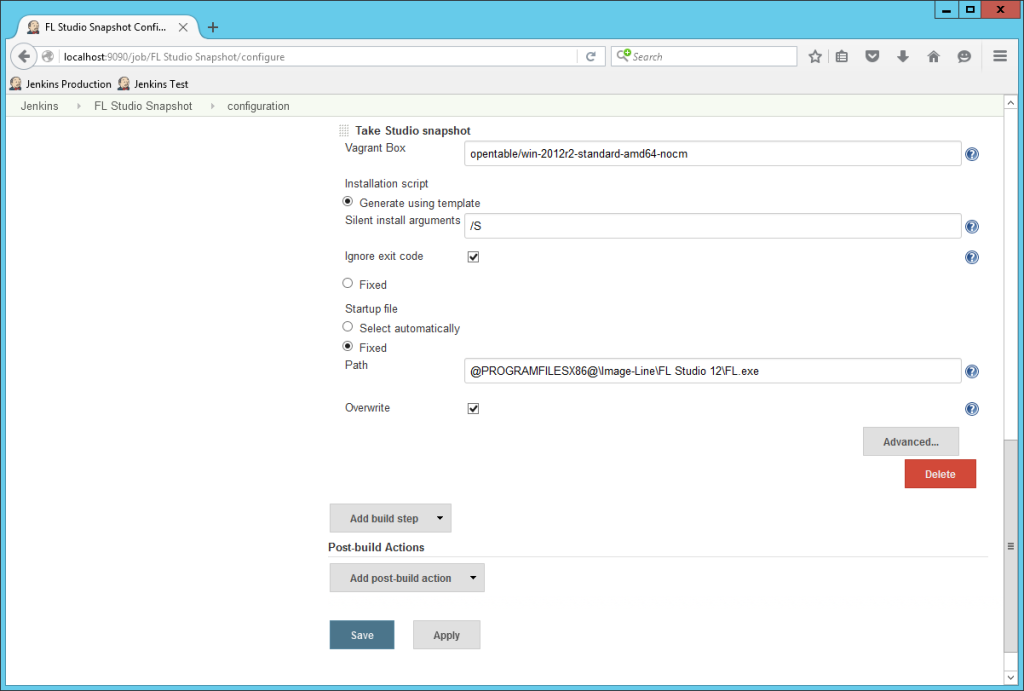 FL Studio Snapshot Confi...
localhost:9090/job/FL Studio Snapshot/configure
Search
Jenkins Production Jenkins Test
Jenkins FL Studio Snapshot configuration
Take Studio snapshot
Vagrant Box opentable/win-2012r2-standard-amd64-nocm
Installation script
Generate using template
Silent install arguments /S
Ignore exit code
Fixed
Startup file
Select automatically
Fixed
Path @PROGRAMFILESX86@\Image-Line\FL Studio 12\FL.exe
Overwrite
Advanced...
Delete
Add build step
Post-build Actions
Add post-build action
Save Apply